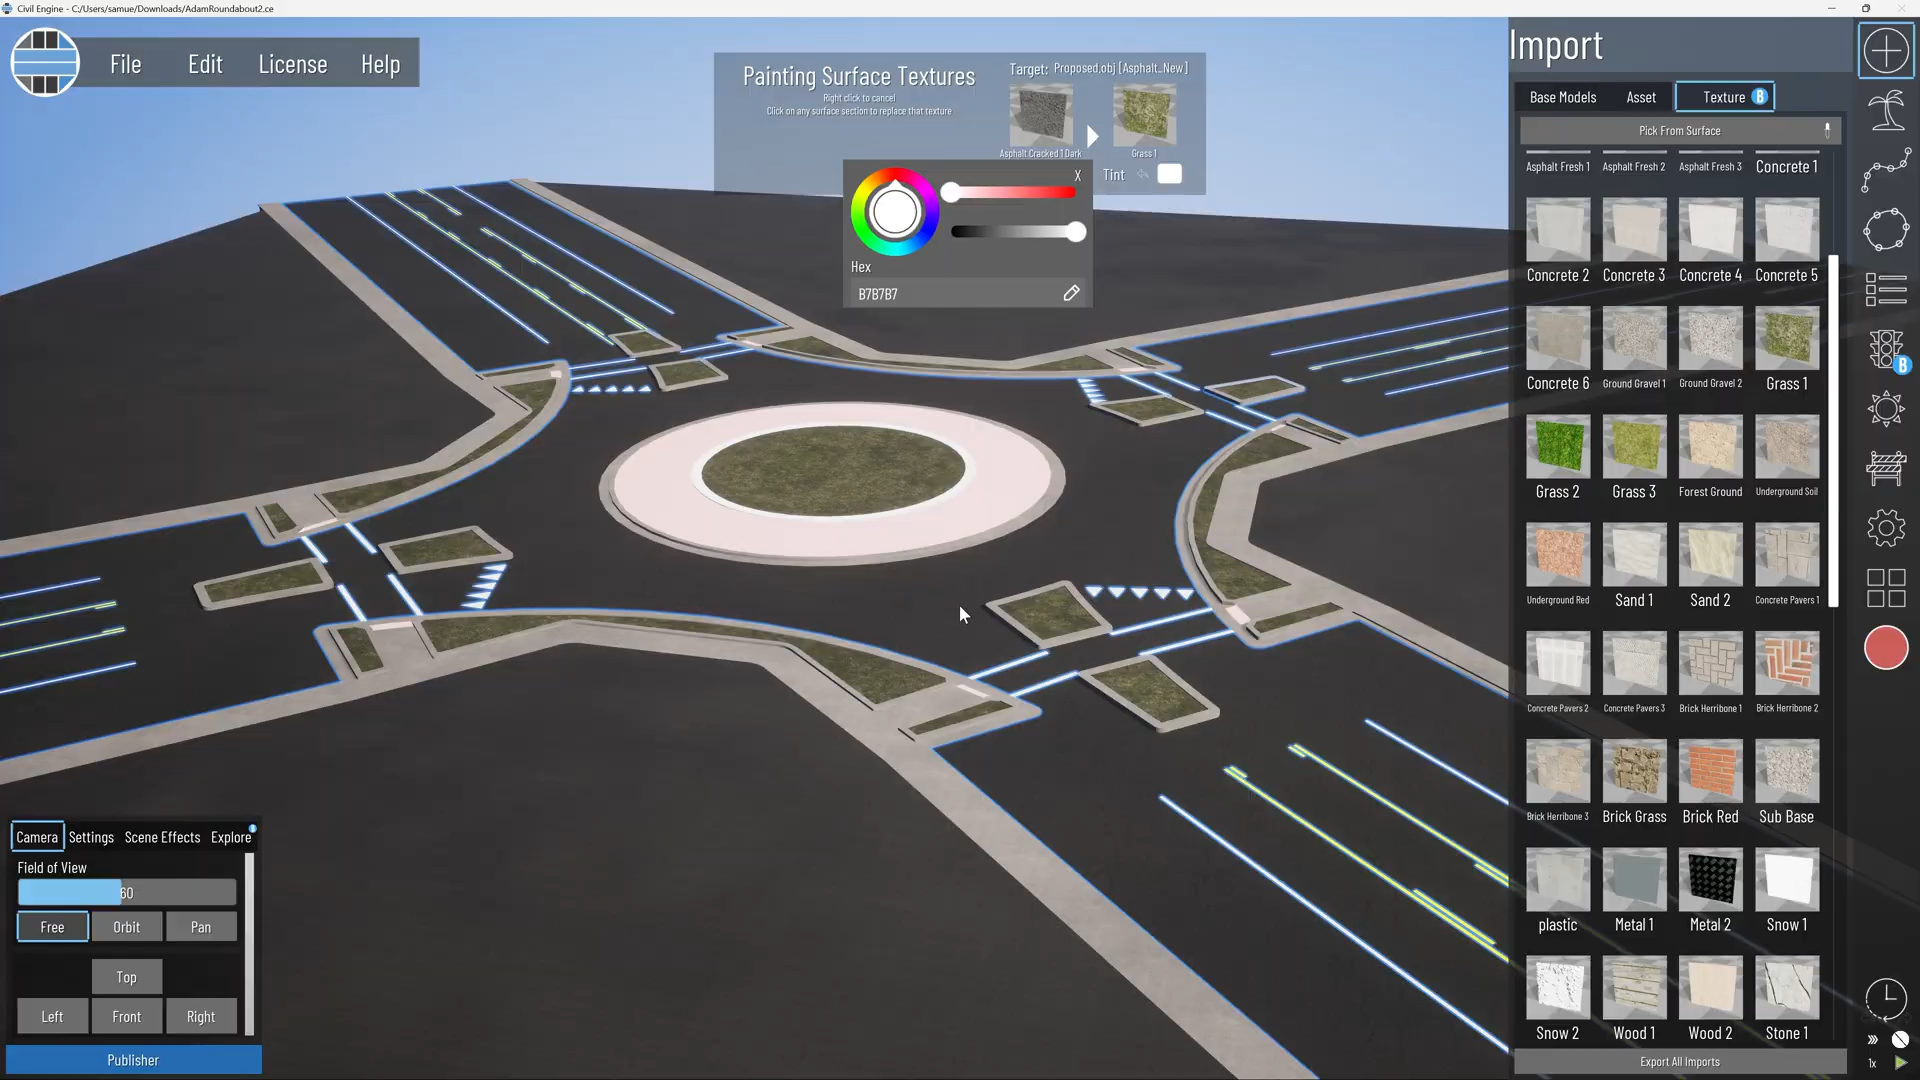 Civil Engine - C:/Users/samue/Downloads/AdamRoundabout2.ce
File Edit License Help
Painting Surface Textures
Right click to cancel
Click on any surface section to replace that texture
Target: Proposed.obj [Asphalt_New]
Asphalt Cracked 1 Dark
Grass 1
Tint
X
Hex
B7B7B7
Import
Base Models Asset Texture B
Pick From Surface
Asphalt Fresh 1 Asphalt Fresh 2 Asphalt Fresh 3 Concrete 1
Concrete 2 Concrete 3 Concrete 4 Concrete 5
Concrete 6 Ground Gravel 1 Ground Gravel 2 Grass 1
Grass 2 Grass 3 Forest Ground Underground Soil
Underground Red Sand 1 Sand 2 Concrete Pavers 1
Concrete Pavers 2 Concrete Pavers 3 Brick Herribone 1 Brick Herribone 2
Brick Herribone 3 Brick Grass Brick Red Sub Base
plastic Metal 1 Metal 2 Snow 1
Snow 2 Wood 1 Wood 2 Stone 1
Export All Imports
B
1x
Camera Settings Scene Effects Explore
Field of View
60
Free Orbit Pan
Top
Left Front Right
Publisher